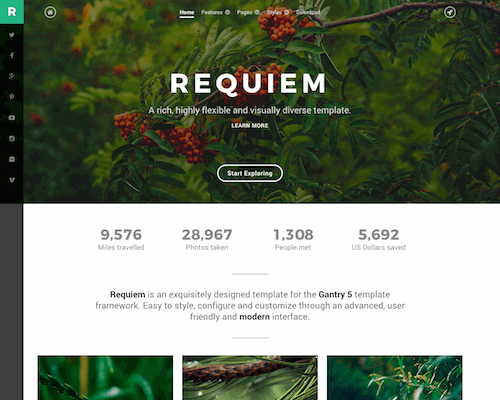 R
Home Features Pages Styles Download
REQUIEM
A rich, highly flexible and visually diverse template.
LEARN MORE
Start Exploring
9,576 28,967 1,308 5,692
Miles travelled Photos taken People met US Dollars saved
Requiem is an exquisitely designed template for the Gantry 5 template
framework. Easy to style, configure and customize through an advanced, user
friendly and modern interface.